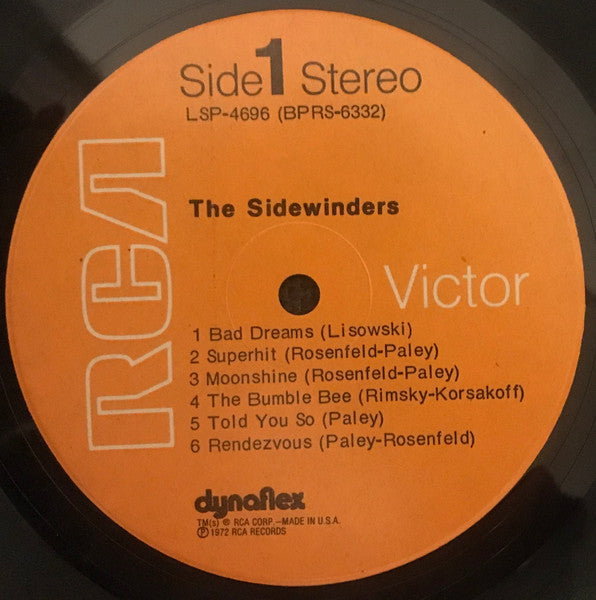 Side 1 Stereo
LSP-4696 (BPRS-6332)
RCA
The Sidewinders
Victor
1 Bad Dreams (Lisowski)
2 Superhit (Rosenfeld-Paley)
3 Moonshine (Rosenfeld-Paley)
4 The Bumble Bee (Rimsky-Korsakoff)
5 Told You So (Paley)
6 Rendezvous (Paley-Rosenfeld)
dynaflex
TM(s) ® RCA CORP.—MADE IN U.S.A.
Ⓟ 1972 RCA RECORDS